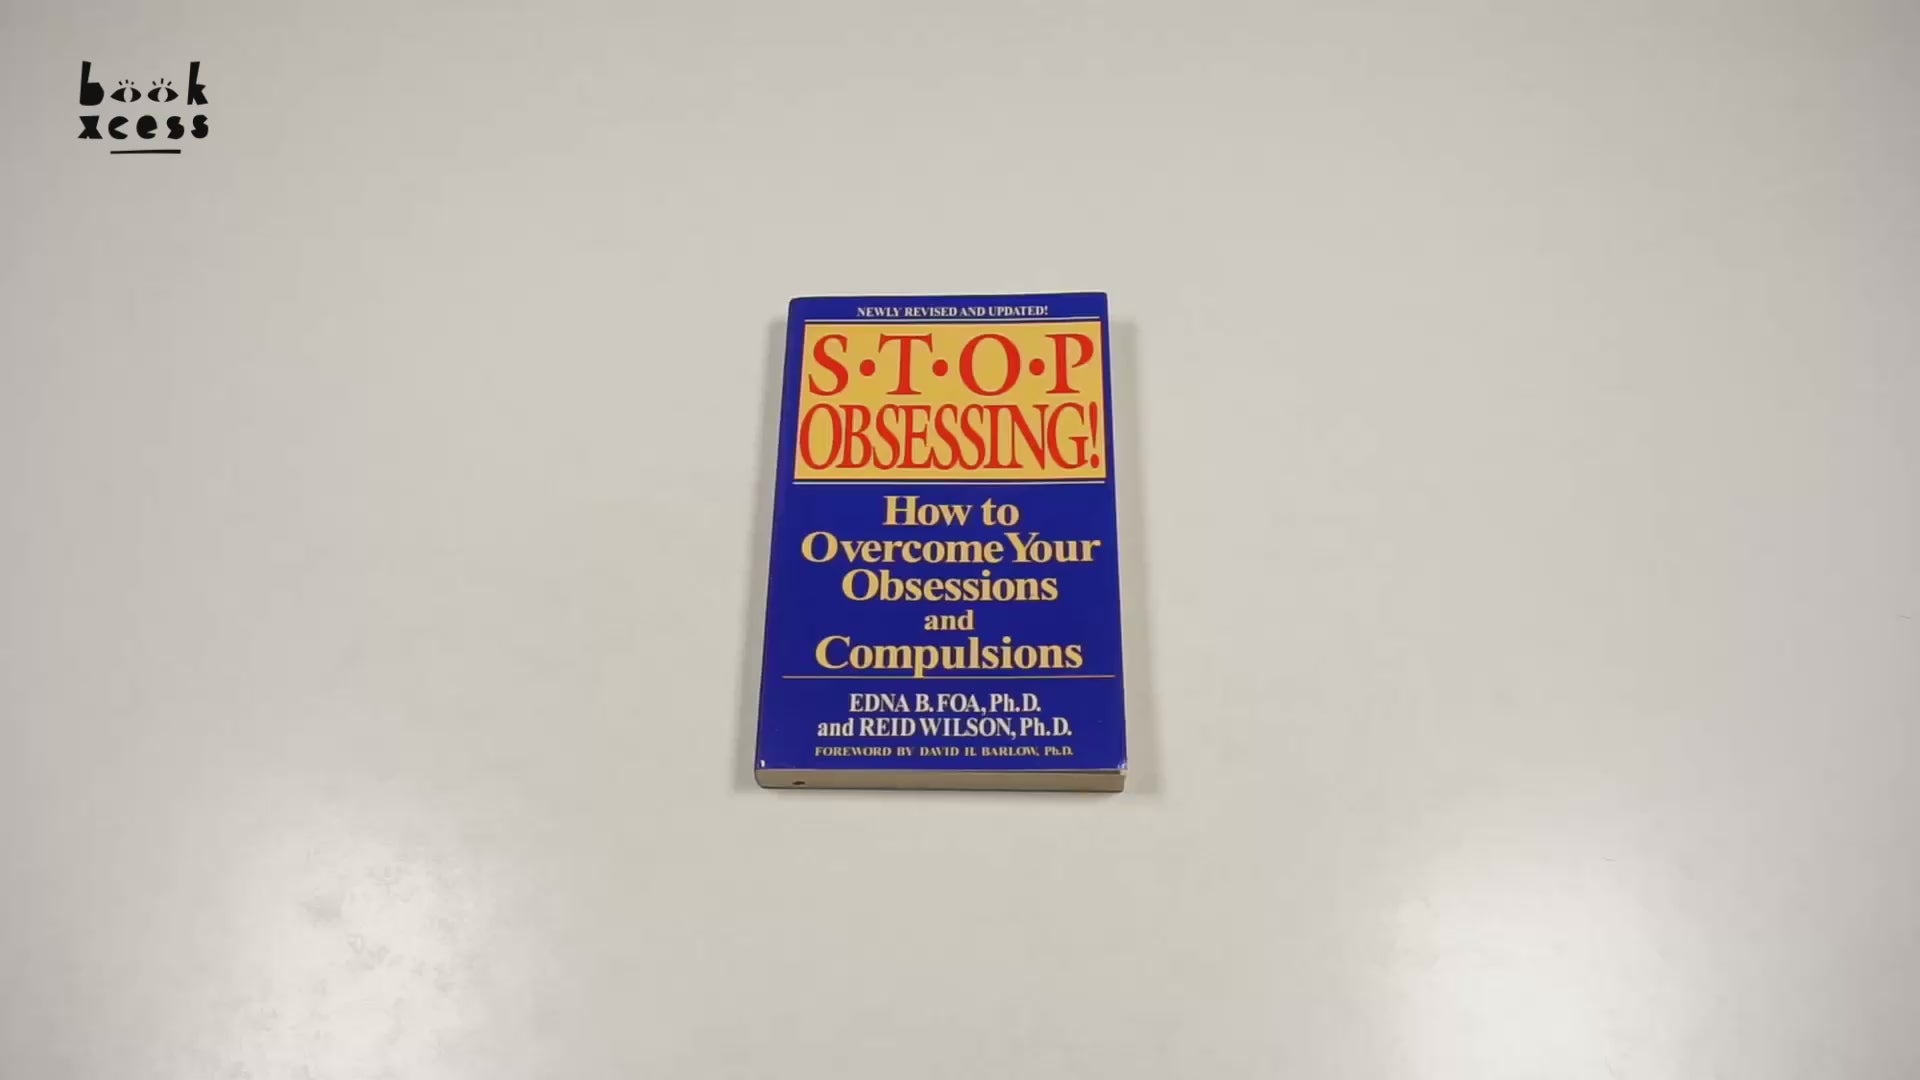 book
xcess
NEWLY REVISED AND UPDATED!
S•T•O•P
OBSESSING!
How to
Overcome Your
Obsessions
and
Compulsions
EDNA B. FOA, Ph.D.
and REID WILSON, Ph.D.
FOREWORD BY DAVID H. BARLOW, Ph.D.